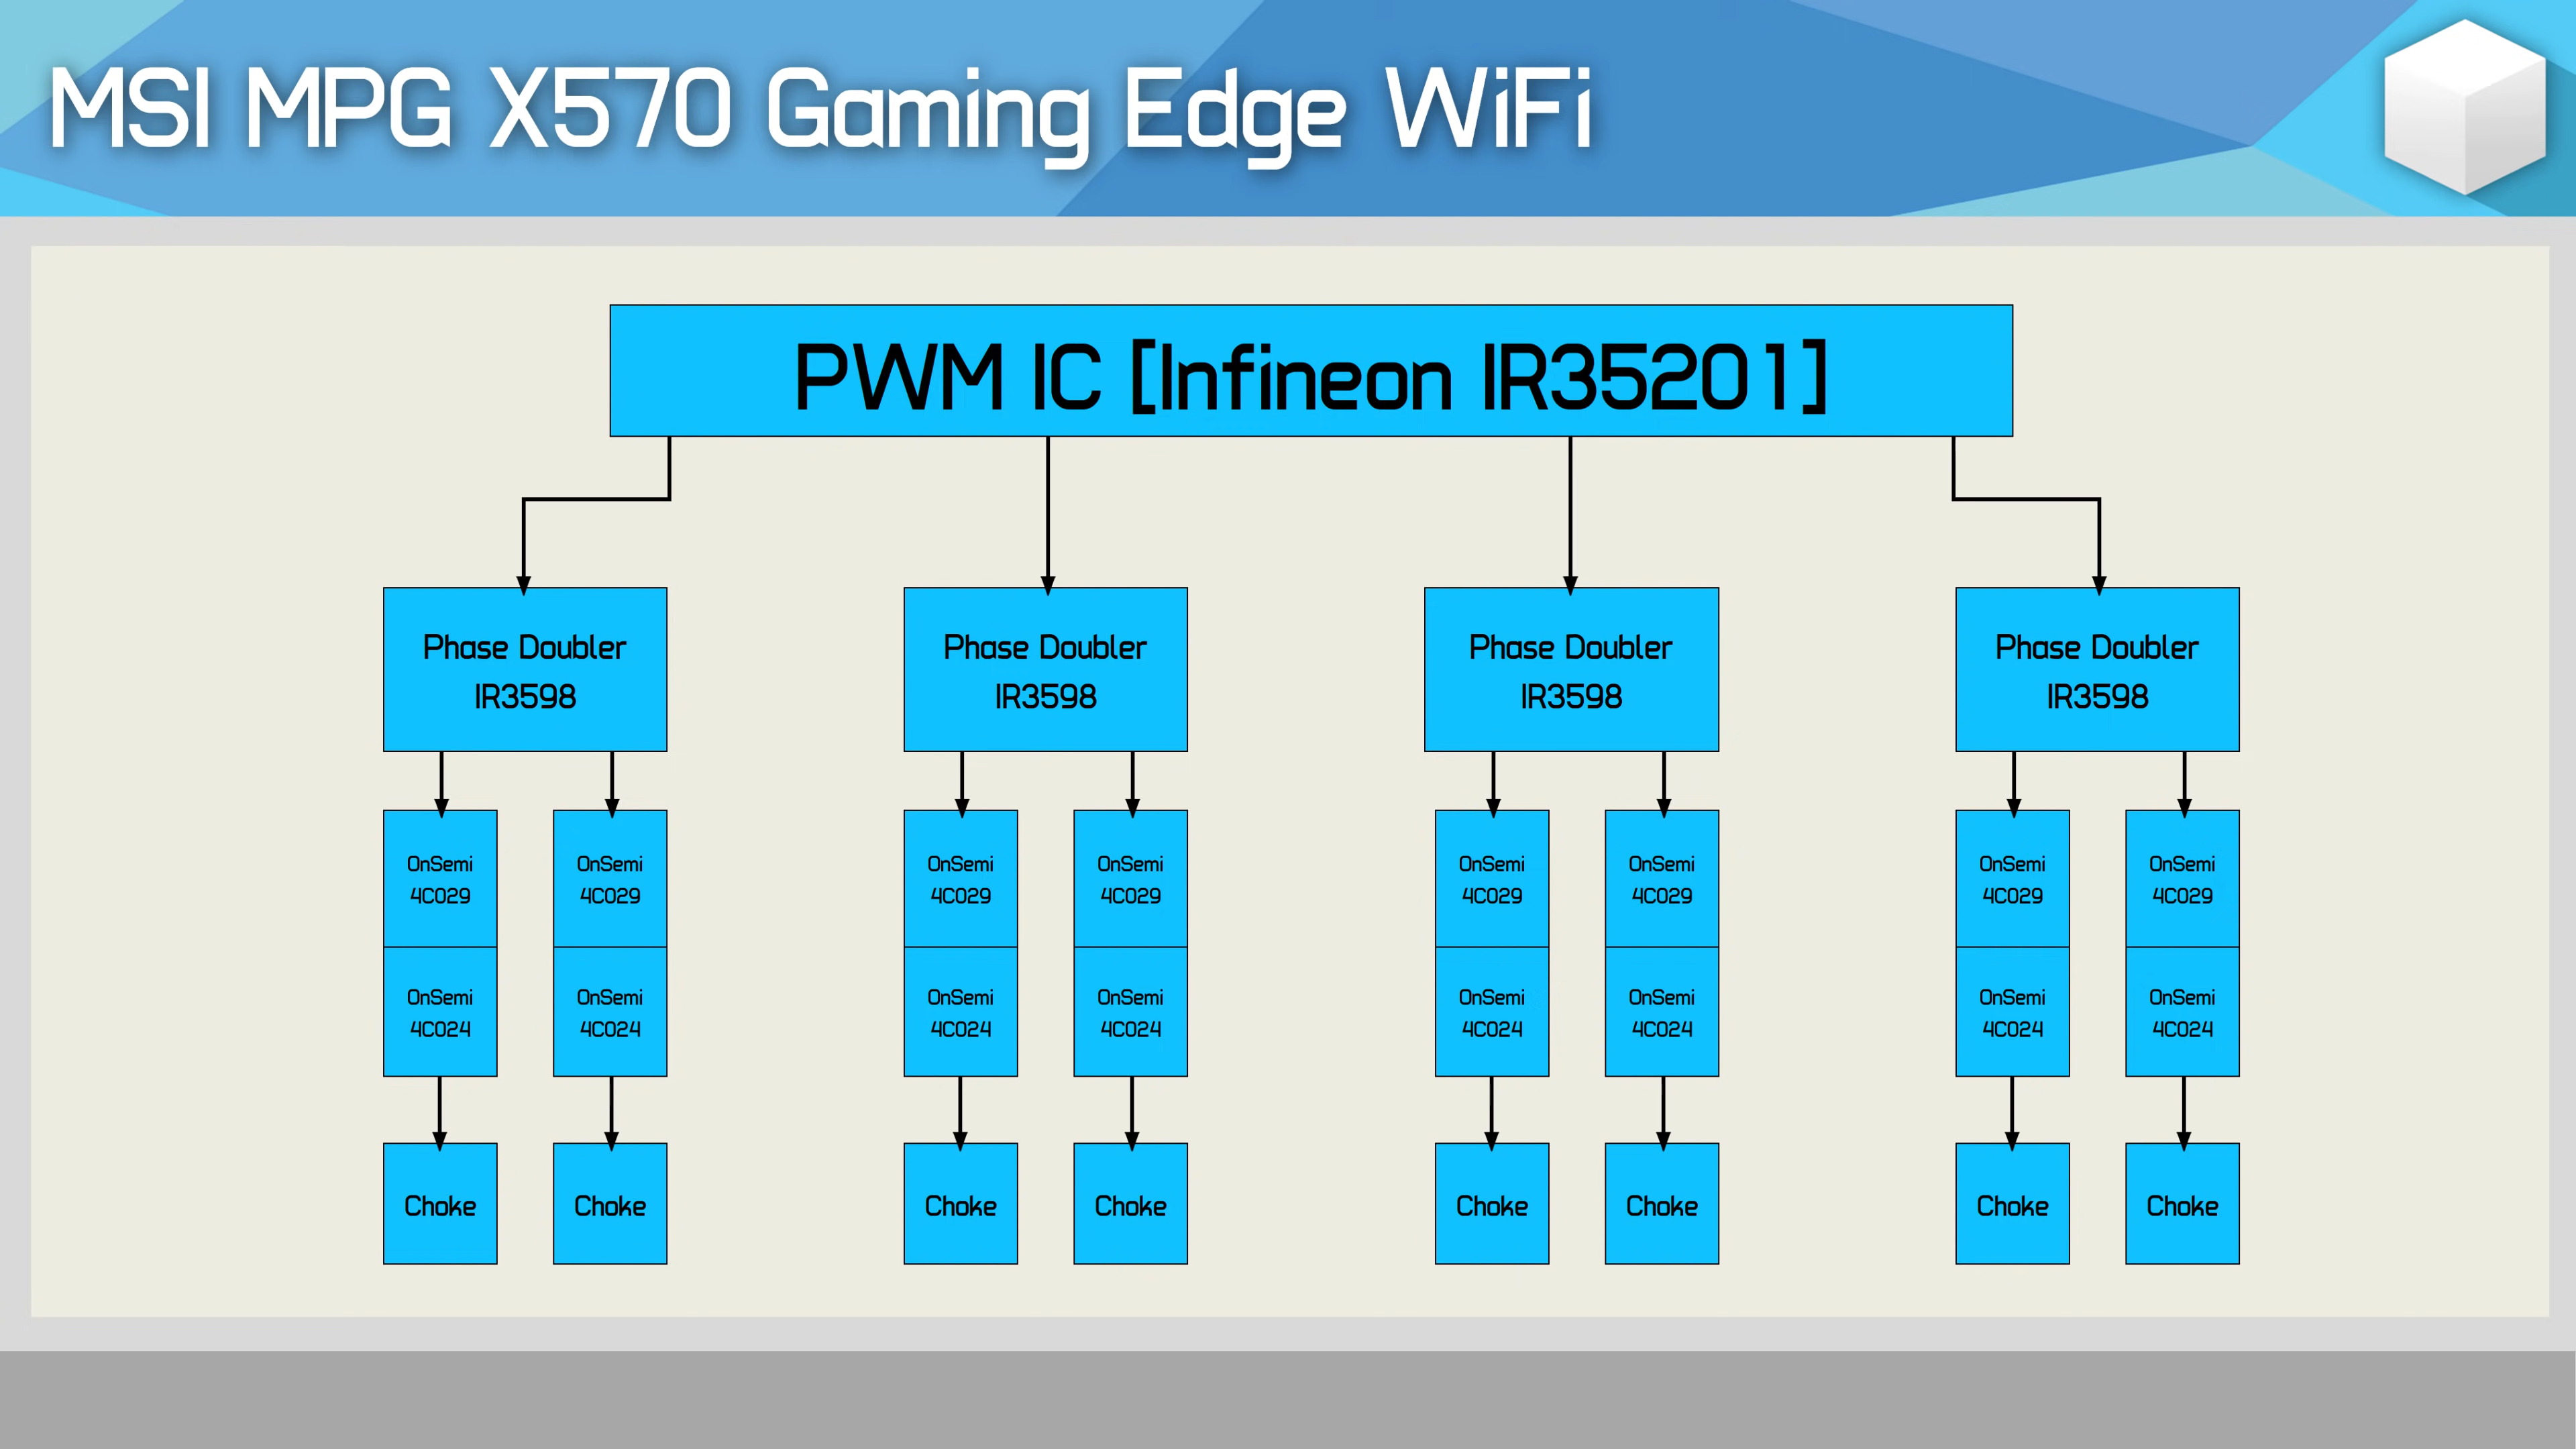 MSI MPG X570 Gaming Edge WiFi
PWM IC [Infineon IR35201]
Phase Doubler
IR3598
Phase Doubler
IR3598
Phase Doubler
IR3598
Phase Doubler
IR3598
OnSemi
4C029
OnSemi
4C029
OnSemi
4C029
OnSemi
4C029
OnSemi
4C029
OnSemi
4C029
OnSemi
4C029
OnSemi
4C029
OnSemi
4C024
OnSemi
4C024
OnSemi
4C024
OnSemi
4C024
OnSemi
4C024
OnSemi
4C024
OnSemi
4C024
OnSemi
4C024
Choke
Choke
Choke
Choke
Choke
Choke
Choke
Choke